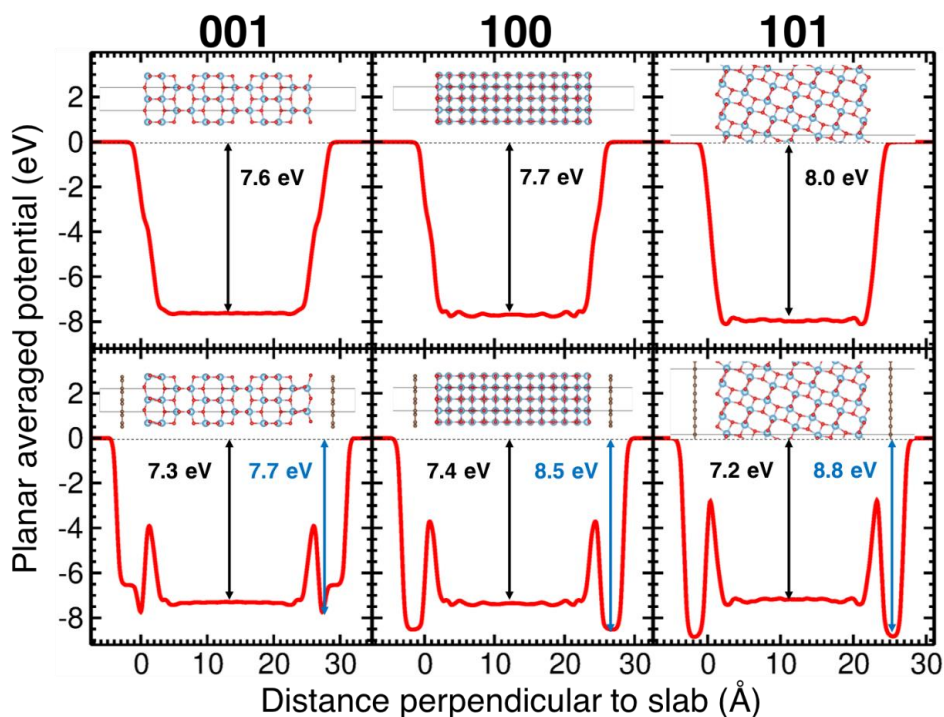 001 100 101
Planar averaged potential (eV)
2
0
-2
-4
-6
-8
7.6 eV
7.7 eV
8.0 eV
2
0
-2
-4
-6
-8
7.3 eV
7.7 eV
7.4 eV
8.5 eV
7.2 eV
8.8 eV
0 10 20 30 0 10 20 30 0 10 20 30
Distance perpendicular to slab (Å)